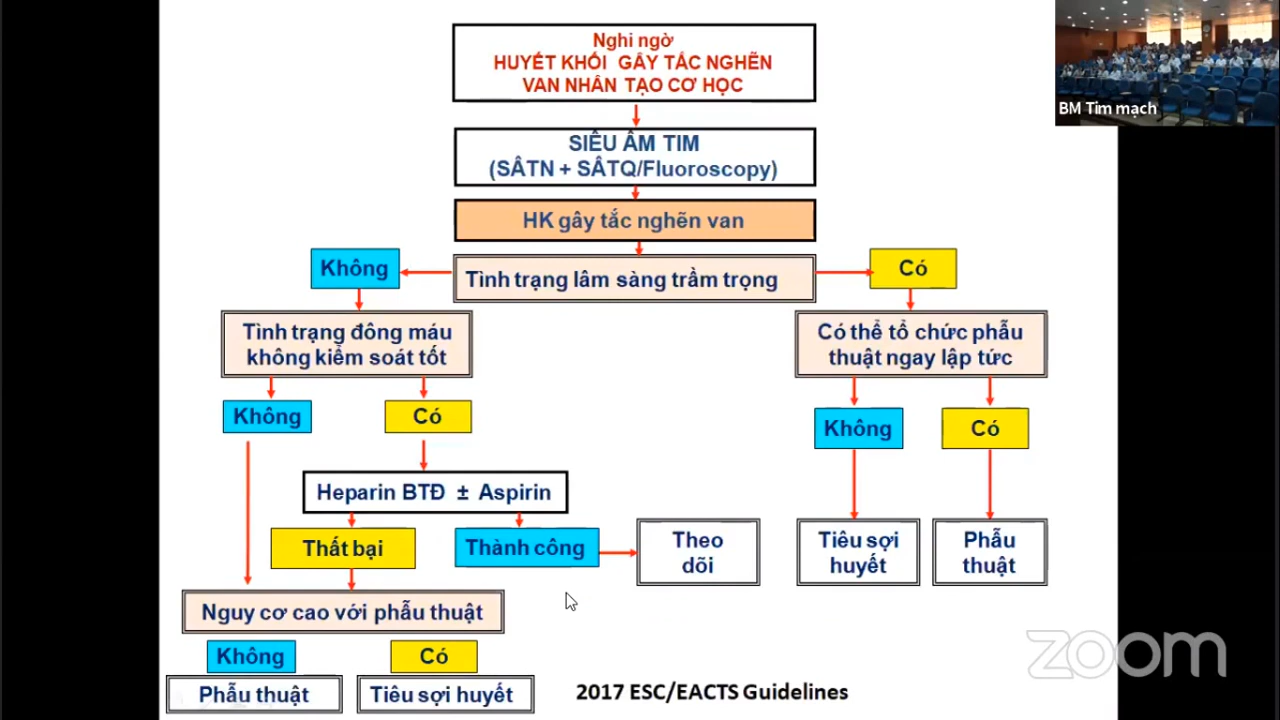 Nghi ngờ
HUYẾT KHỐI GÂY TẮC NGHẼN
VAN NHÂN TẠO CƠ HỌC
BM Tim mạch
SIÊU ÂM TIM
(SÂTN + SÂTQ/Fluoroscopy)
HK gây tắc nghẽn van
Không
Tình trạng lâm sàng trầm trọng
Có
Tình trạng đông máu
không kiểm soát tốt
Có thể tổ chức phẫu
thuật ngay lập tức
Không
Có
Không
Có
Heparin BTĐ ± Aspirin
Thất bại
Thành công
Theo
dõi
Tiêu sợi
huyết
Phẫu
thuật
Nguy cơ cao với phẫu thuật
Không
Có
Phẫu thuật
Tiêu sợi huyết
2017 ESC/EACTS Guidelines
zoom